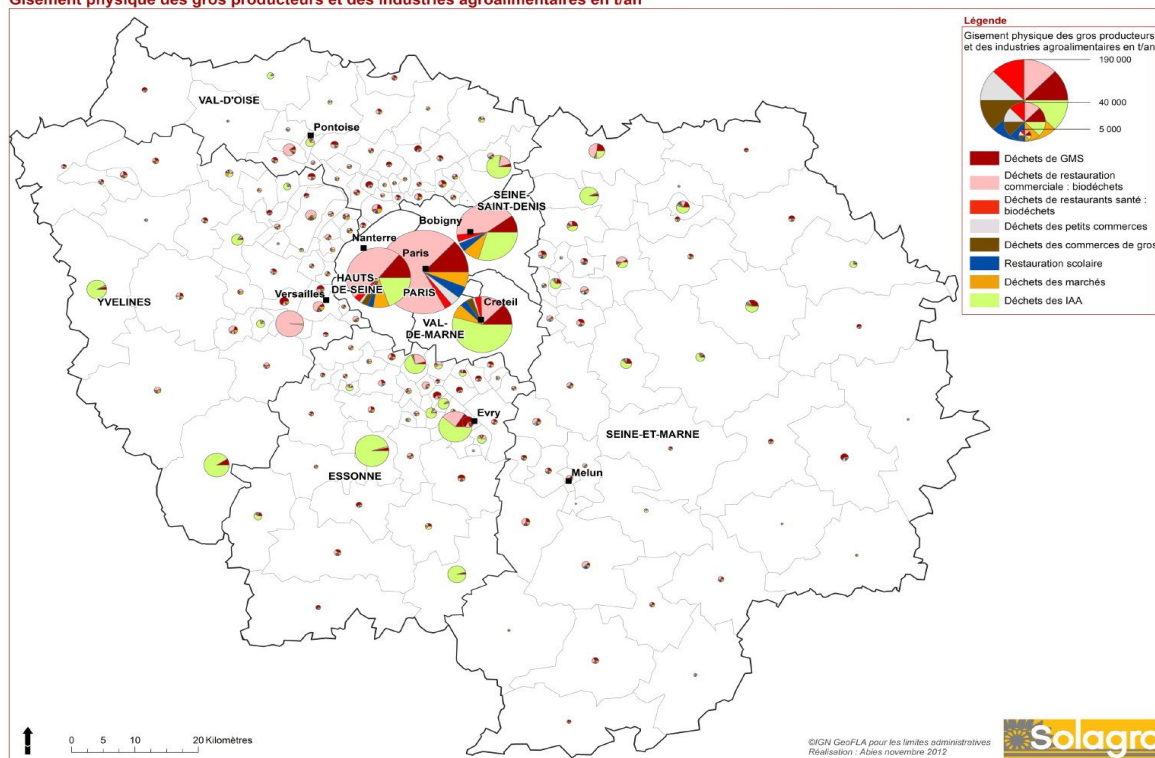 Gisement physique des gros producteurs et des industries agroalimentaires en t/an
Légende
Gisement physique des gros producteurs
et des industries agroalimentaires en t/an
190 000
40 000
5 000
Déchets de GMS
Déchets de restauration
commerciale : biodéchets
Déchets de restaurants santé :
biodéchets
Déchets des petits commerces
Déchets des commerces de gros
Restauration scolaire
Déchets des marchés
Déchets des IAA
VAL-D'OISE
Pontoise
SEINE-
SAINT-DENIS
Bobigny
Nanterre
Paris
HAUTS-
DE-SEINE
PARIS
Versailles
YVELINES
Creteil
VAL-
DE-MARNE
Evry
SEINE-ET-MARNE
ESSONNE
Melun
0 5 10 20 Kilomètres
©IGN GeoFLA pour les limites administratives
Réalisation : Abies novembre 2012
Solagro